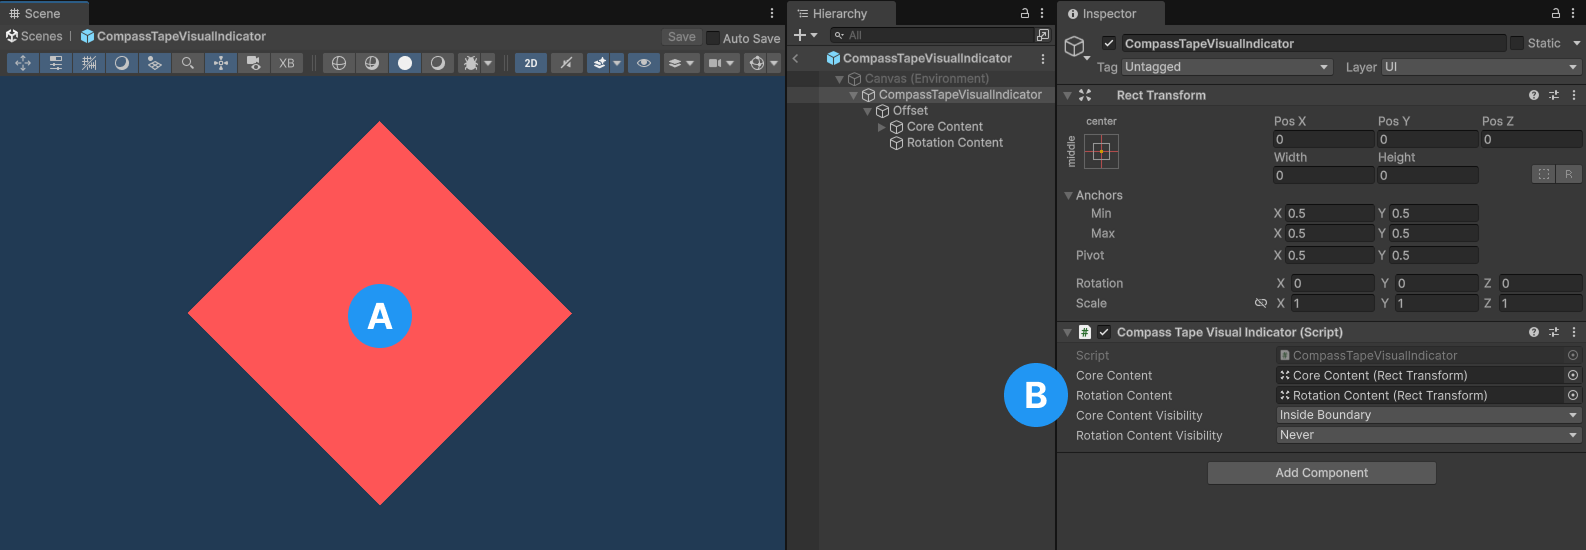 Scene
Scenes | CompassTapeVisualIndicator
Save Auto Save
XB 2D
A
Hierarchy
All
CompassTapeVisualIndicator
Canvas (Environment)
CompassTapeVisualIndicator
Offset
Core Content
Rotation Content
Inspector
CompassTapeVisualIndicator Static
Tag Untagged Layer UI
Rect Transform
center
middle
Pos X Pos Y Pos Z
0 0 0
Width Height
0 0 R
Anchors
Min X 0.5 Y 0.5
Max X 0.5 Y 0.5
Pivot X 0.5 Y 0.5
Rotation X 0 Y 0 Z 0
Scale X 1 Y 1 Z 1
# Compass Tape Visual Indicator (Script)
Script CompassTapeVisualIndicator
Core Content Core Content (Rect Transform)
B
Rotation Content Rotation Content (Rect Transform)
Core Content Visibility Inside Boundary
Rotation Content Visibility Never
Add Component